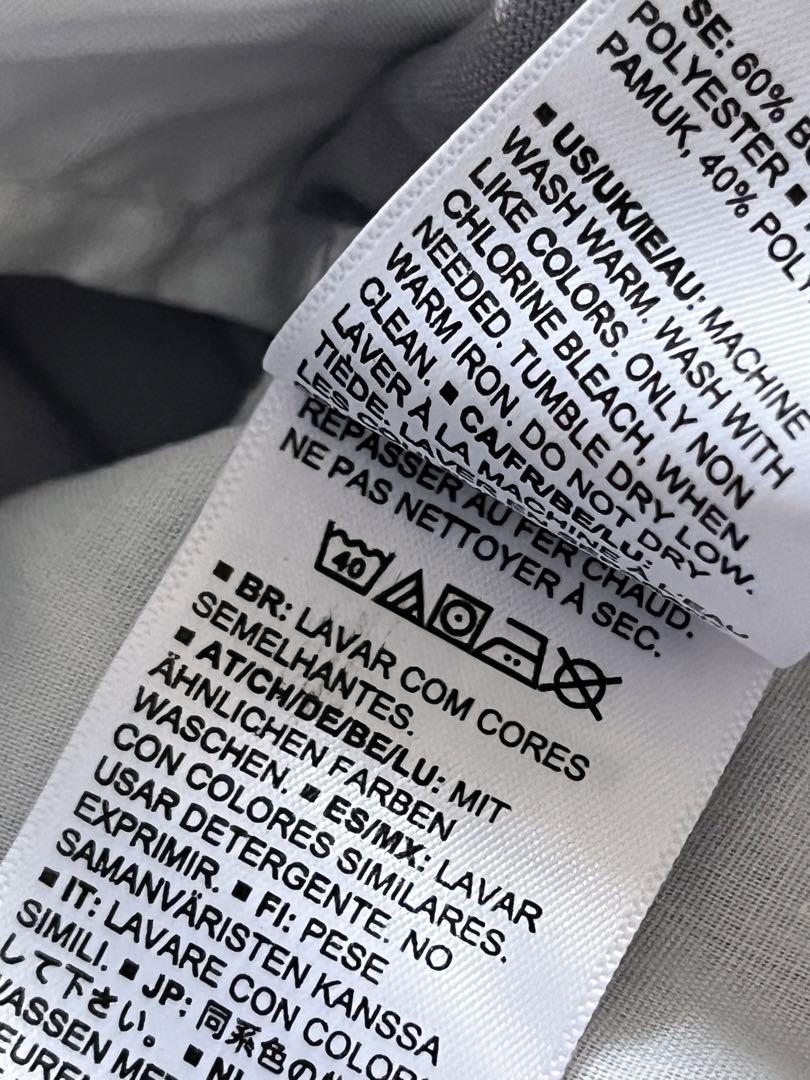 SE: 60%
POLYESTER ■
PAMUK, 40%
■ US/UK/IE/AU: MACHINE
WASH WARM. WASH WITH
LIKE COLORS. ONLY NON
CHLORINE BLEACH, WHEN
NEEDED. TUMBLE DRY LOW.
WARM IRON. DO NOT DRY
CLEAN. ■ CA/FR/BE/LU:
LAVER À LA MACHINE À L'EAU
TIÈDE. LAVER
REPASSER AU FER CHAUD.
NE PAS NETTOYER À SEC.
40
■ BR: LAVAR COM CORES
SEMELHANTES.
■ AT/CH/DE/BE/LU: MIT
ÄHNLICHEN FARBEN
WASCHEN. ■ ES/MX: LAVAR
CON COLORES SIMILARES.
USAR DETERGENTE. NO
EXPRIMIR. ■ FI: PESE
SAMANVÄRISTEN KANSSA
■ IT: LAVARE CON
SIMILI. ■ JP: 同系色の
して下さい。 ■